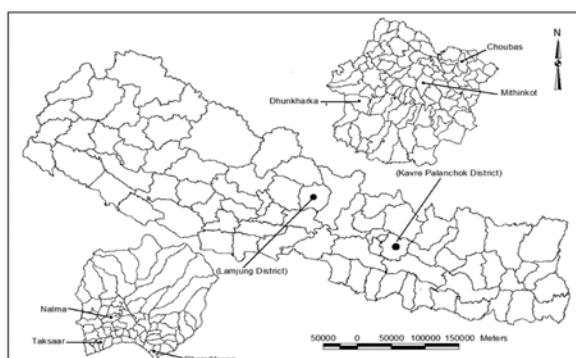 N
Choubas
Mithinkot
Dhunkharka
(Kavre Palanchok District)
(Lamjung District)
Nalma
Taksaar
50000 0 50000 100000 150000 Meters